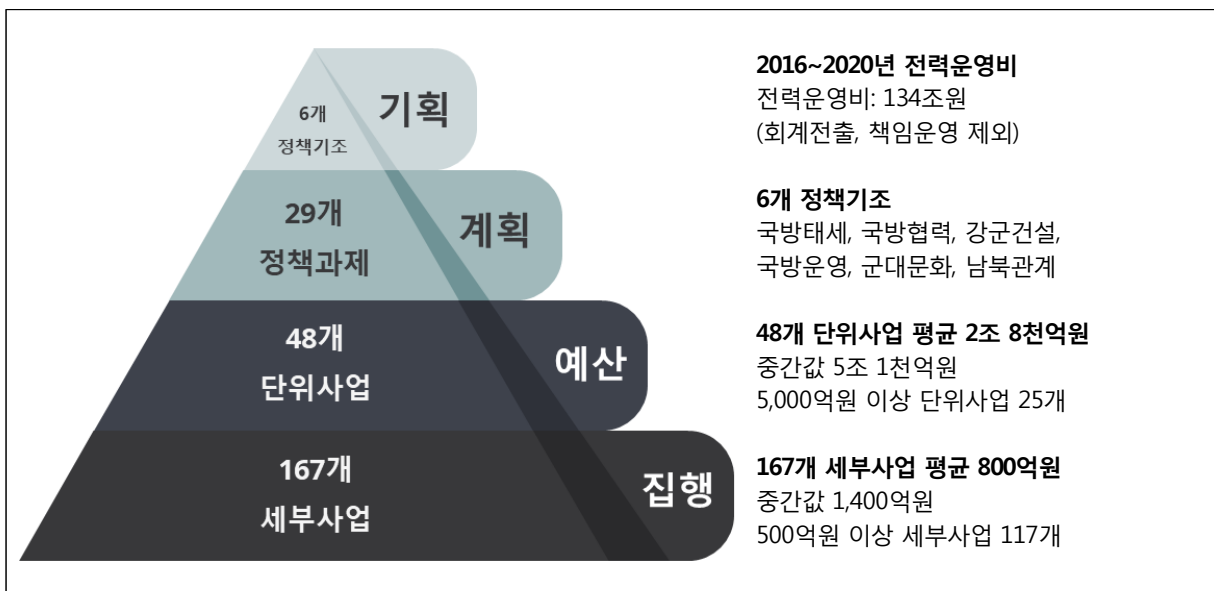 6개
정책기조
기획
29개
정책과제
계획
48개
단위사업
예산
167개
세부사업
집행
2016~2020년 전력운영비
전력운영비: 134조원
(회계전출, 책임운영 제외)
6개 정책기조
국방태세, 국방협력, 강군건설,
국방운영, 군대문화, 남북관계
48개 단위사업 평균 2조 8천억원
중간값 5조 1천억원
5,000억원 이상 단위사업 25개
167개 세부사업 평균 800억원
중간값 1,400억원
500억원 이상 세부사업 117개